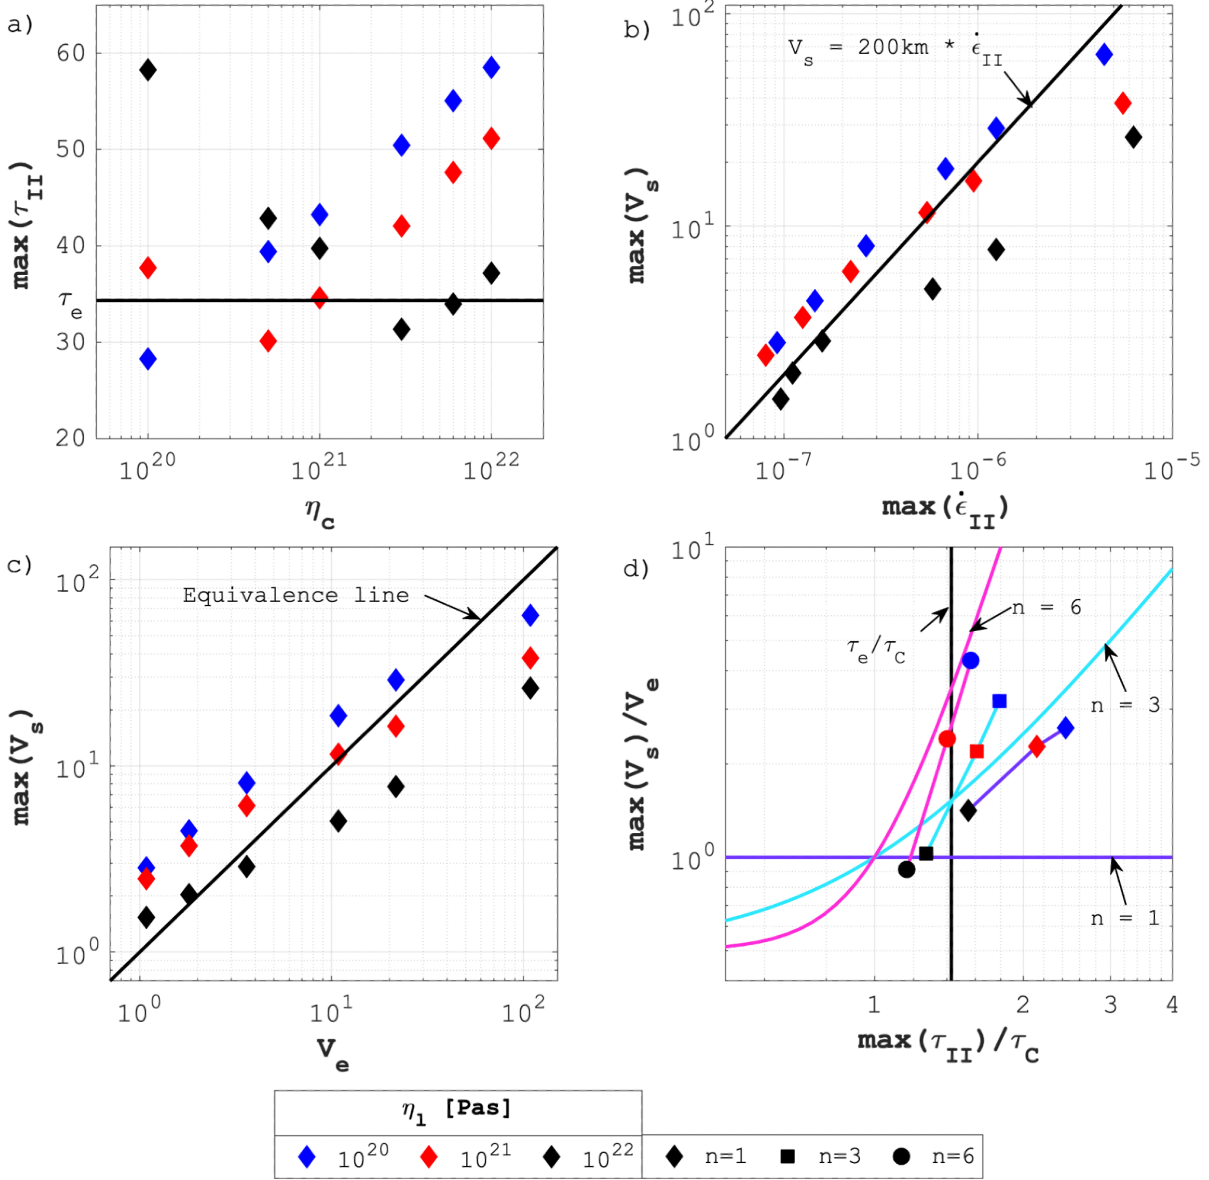 a)
60
50
40
30
20
τe
max(τII)
10^20
10^21
10^22
ηc
b)
Vs = 200km * ε̇II
10^2
10^1
10^0
max(Vs)
10^-7
10^-6
10^-5
max(ε̇II)
c)
Equivalence line
10^2
10^1
10^0
max(Vs)
10^0
10^1
10^2
Ve
d)
10^1
10^0
max(Vs)/Ve
τe/τC
n = 6
n = 3
n = 1
1
2
3
4
max(τII)/τC
ηl [Pas]
10^20 10^21 10^22 n=1 n=3 n=6